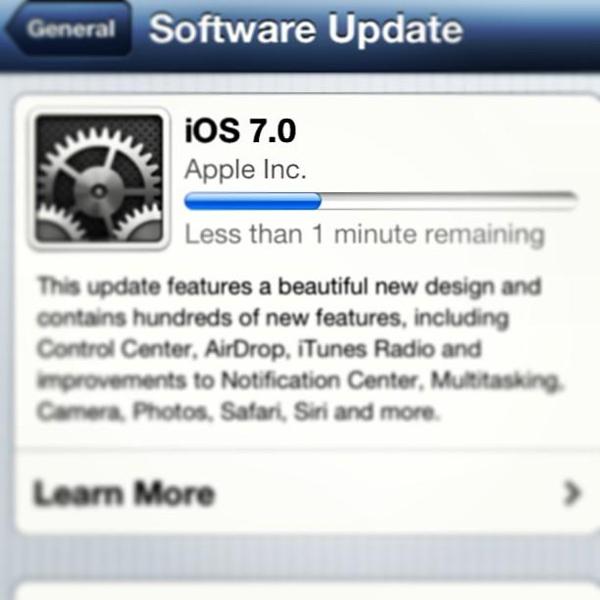 General
Software Update
iOS 7.0
Apple Inc.
Less than 1 minute remaining
This update features a beautiful new design and
contains hundreds of new features, including
Control Center, AirDrop, iTunes Radio and
improvements to Notification Center, Multitasking,
Camera, Photos, Safari, Siri and more.
Learn More